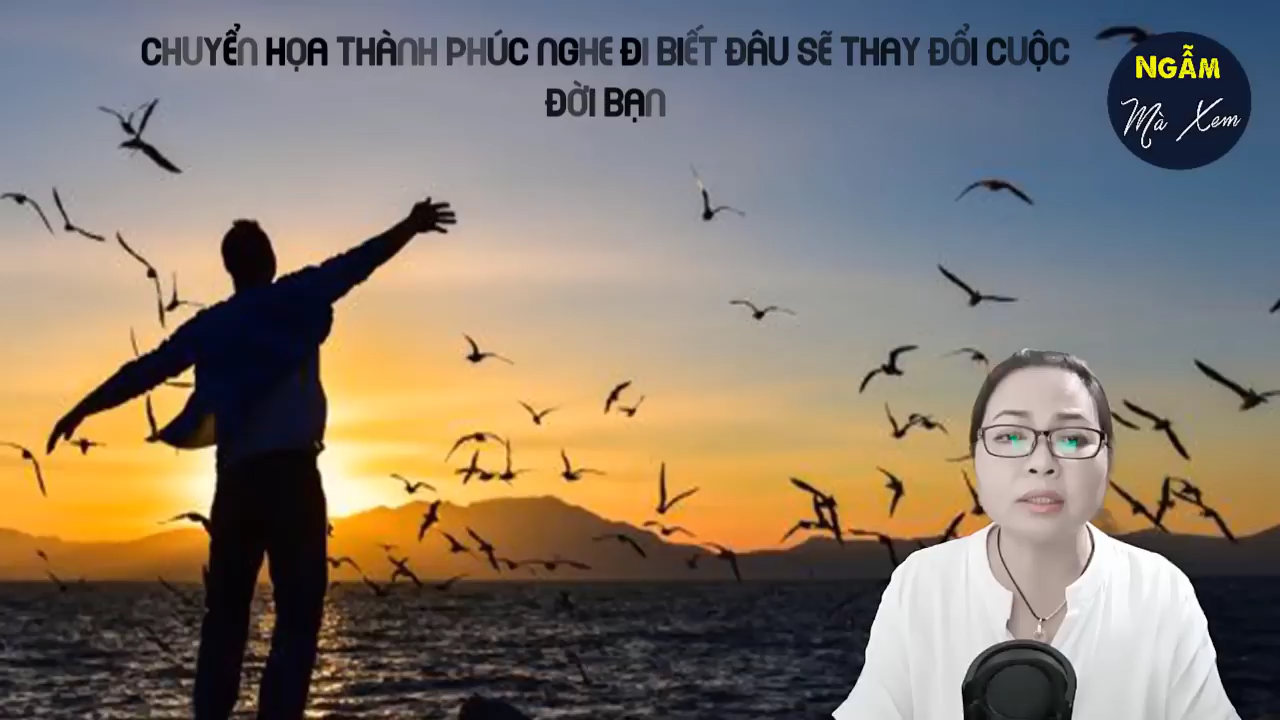 CHUYỂN HỌA THÀNH PHÚC NGHE ĐI BIẾT ĐÂU SẼ THAY ĐỔI CUỘC
ĐỜI BẠN
NGẪM
Mà Xem